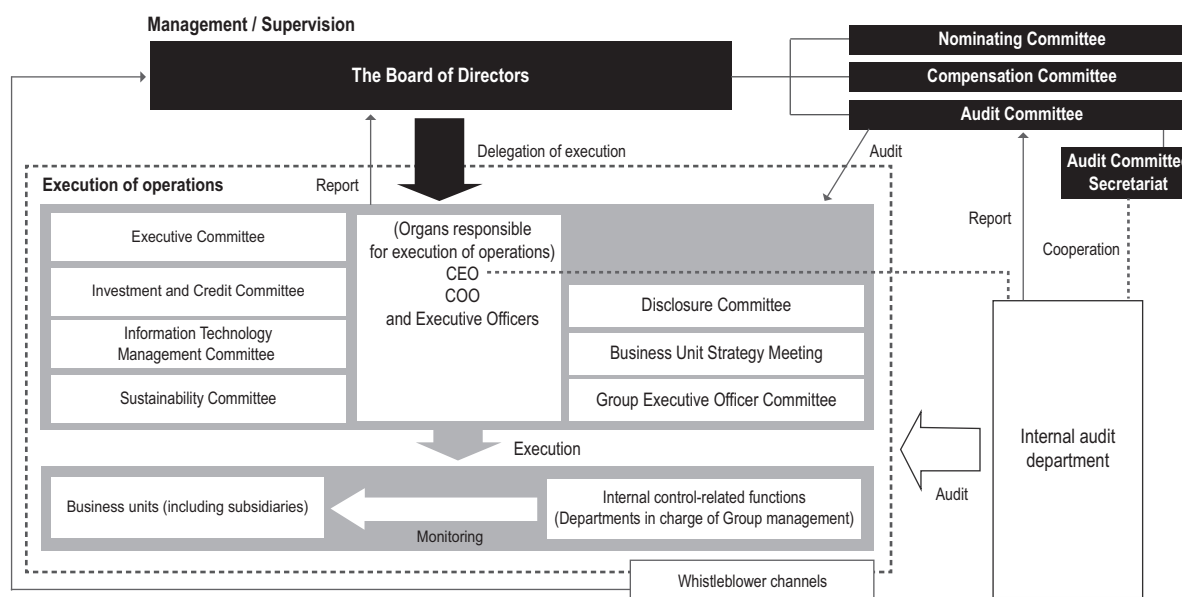 Management / Supervision
The Board of Directors
Nominating Committee
Compensation Committee
Audit Committee
Delegation of execution
Audit
Audit Committee
Secretariat
Execution of operations
Report
Report
Cooperation
Executive Committee
Investment and Credit Committee
Information Technology
Management Committee
Sustainability Committee
(Organs responsible
for execution of operations)
CEO
COO
and Executive Officers
Disclosure Committee
Business Unit Strategy Meeting
Group Executive Officer Committee
Execution
Internal audit
department
Audit
Business units (including subsidiaries)
Monitoring
Internal control-related functions
(Departments in charge of Group management)
Whistleblower channels